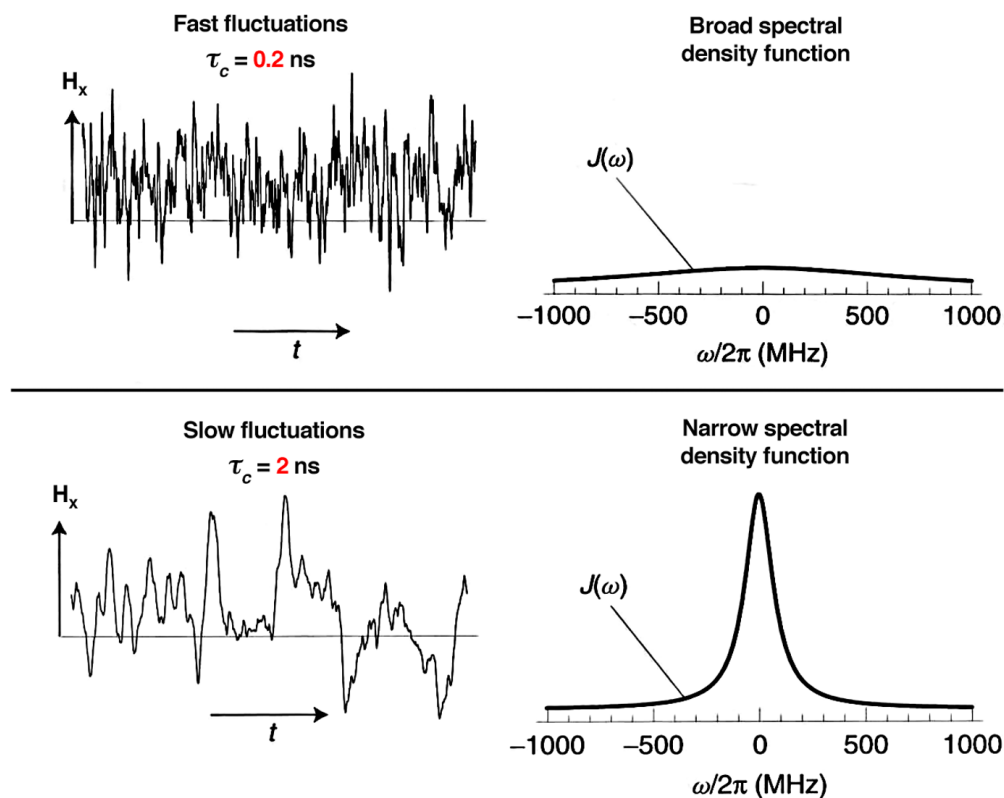 Fast fluctuations
τc = 0.2 ns
Hx
t
Broad spectral
density function
J(ω)
−1000 −500 0 500 1000
ω/2π (MHz)
Slow fluctuations
τc = 2 ns
Hx
t
Narrow spectral
density function
J(ω)
−1000 −500 0 500 1000
ω/2π (MHz)